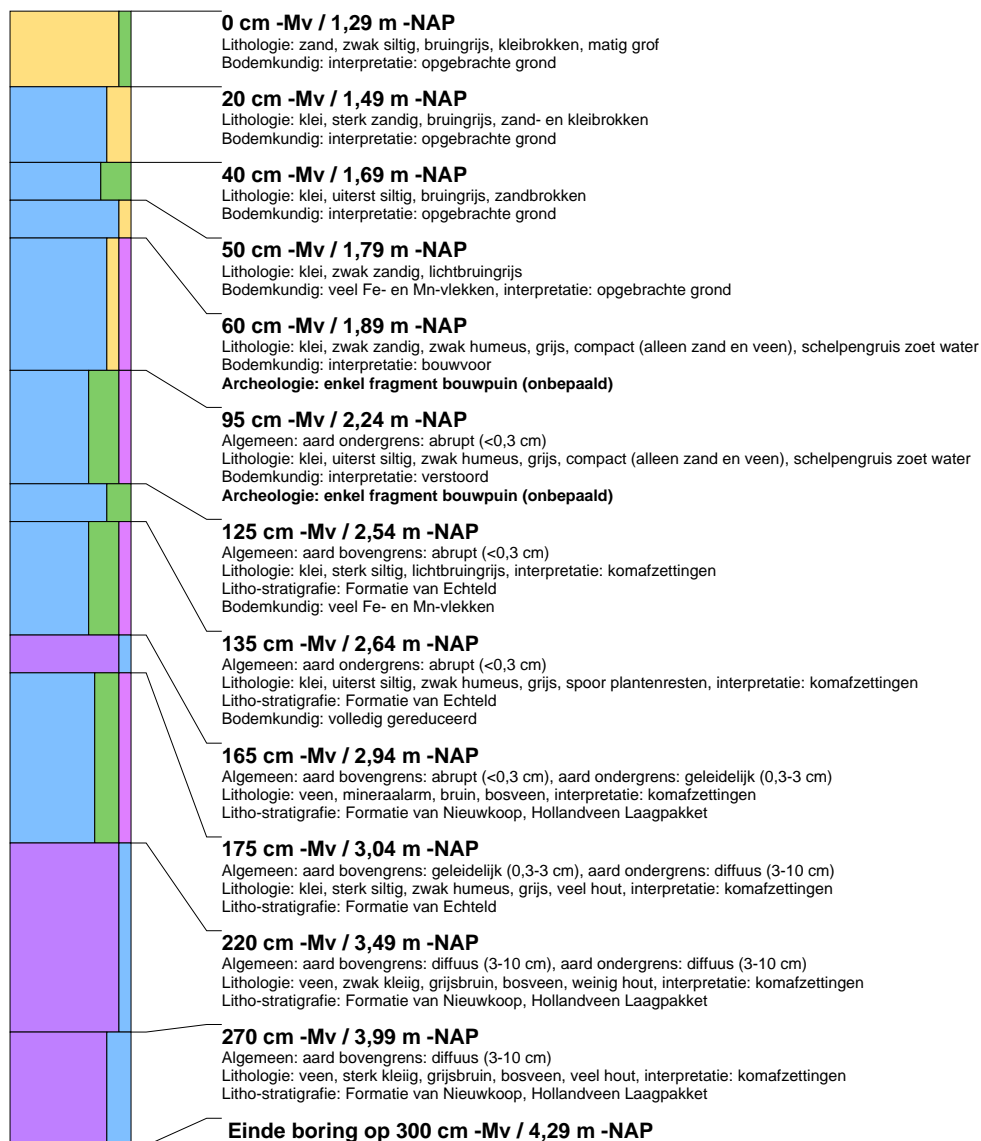 0 cm -Mv / 1,29 m -NAP
Lithologie: zand, zwak siltig, bruingrijs, kleibrokken, matig grof
Bodemkundig: interpretatie: opgebrachte grond
20 cm -Mv / 1,49 m -NAP
Lithologie: klei, sterk zandig, bruingrijs, zand- en kleibrokken
Bodemkundig: interpretatie: opgebrachte grond
40 cm -Mv / 1,69 m -NAP
Lithologie: klei, uiterst siltig, bruingrijs, zandbrokken
Bodemkundig: interpretatie: opgebrachte grond
50 cm -Mv / 1,79 m -NAP
Lithologie: klei, zwak zandig, lichtbruingrijs
Bodemkundig: veel Fe- en Mn-vlekken, interpretatie: opgebrachte grond
60 cm -Mv / 1,89 m -NAP
Lithologie: klei, zwak zandig, zwak humeus, grijs, compact (alleen zand en veen), schelpengruis zoet water
Bodemkundig: interpretatie: bouwvoor
Archeologie: enkel fragment bouwpuin (onbepaald)
95 cm -Mv / 2,24 m -NAP
Algemeen: aard ondergrens: abrupt (<0,3 cm)
Lithologie: klei, uiterst siltig, zwak humeus, grijs, compact (alleen zand en veen), schelpengruis zoet water
Bodemkundig: interpretatie: verstoord
Archeologie: enkel fragment bouwpuin (onbepaald)
125 cm -Mv / 2,54 m -NAP
Algemeen: aard bovengrens: abrupt (<0,3 cm)
Lithologie: klei, sterk siltig, lichtbruingrijs, interpretatie: komafzettingen
Litho-stratigrafie: Formatie van Echteld
Bodemkundig: veel Fe- en Mn-vlekken
135 cm -Mv / 2,64 m -NAP
Algemeen: aard ondergrens: abrupt (<0,3 cm)
Lithologie: klei, uiterst siltig, zwak humeus, grijs, spoor plantenresten, interpretatie: komafzettingen
Litho-stratigrafie: Formatie van Echteld
Bodemkundig: volledig gereduceerd
165 cm -Mv / 2,94 m -NAP
Algemeen: aard bovengrens: abrupt (<0,3 cm), aard ondergrens: geleidelijk (0,3-3 cm)
Lithologie: veen, mineraalarm, bruin, bosveen, interpretatie: komafzettingen
Litho-stratigrafie: Formatie van Nieuwkoop, Hollandveen Laagpakket
175 cm -Mv / 3,04 m -NAP
Algemeen: aard bovengrens: geleidelijk (0,3-3 cm), aard ondergrens: diffuus (3-10 cm)
Lithologie: klei, sterk siltig, zwak humeus, grijs, veel hout, interpretatie: komafzettingen
Litho-stratigrafie: Formatie van Echteld
220 cm -Mv / 3,49 m -NAP
Algemeen: aard bovengrens: diffuus (3-10 cm), aard ondergrens: diffuus (3-10 cm)
Lithologie: veen, zwak kleiig, grijsbruin, bosveen, weinig hout, interpretatie: komafzettingen
Litho-stratigrafie: Formatie van Nieuwkoop, Hollandveen Laagpakket
270 cm -Mv / 3,99 m -NAP
Algemeen: aard bovengrens: diffuus (3-10 cm)
Lithologie: veen, sterk kleiig, grijsbruin, bosveen, veel hout, interpretatie: komafzettingen
Litho-stratigrafie: Formatie van Nieuwkoop, Hollandveen Laagpakket
Einde boring op 300 cm -Mv / 4,29 m -NAP